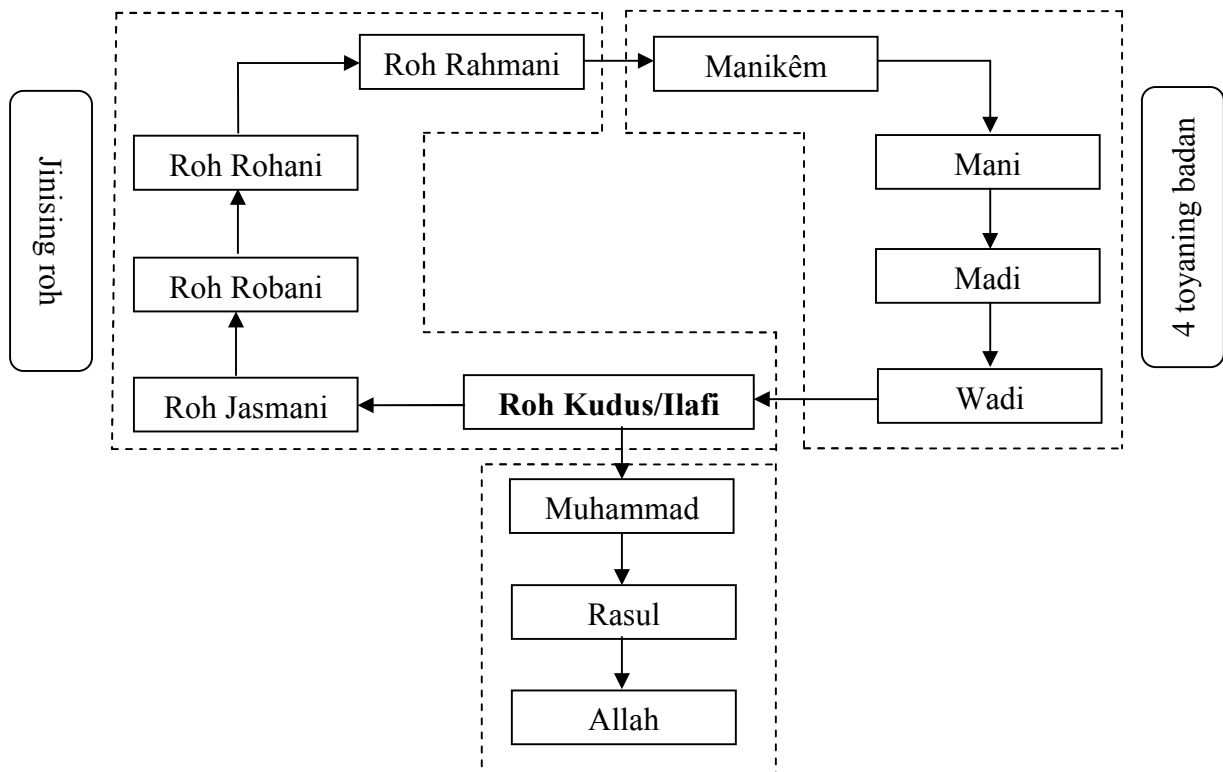 Roh Rahmani
Manikêm
Jinising roh
Roh Rohani
Mani
4 toyaning badan
Roh Robani
Madi
Roh Jasmani
Roh Kudus/Ilafi
Wadi
Muhammad
Rasul
Allah